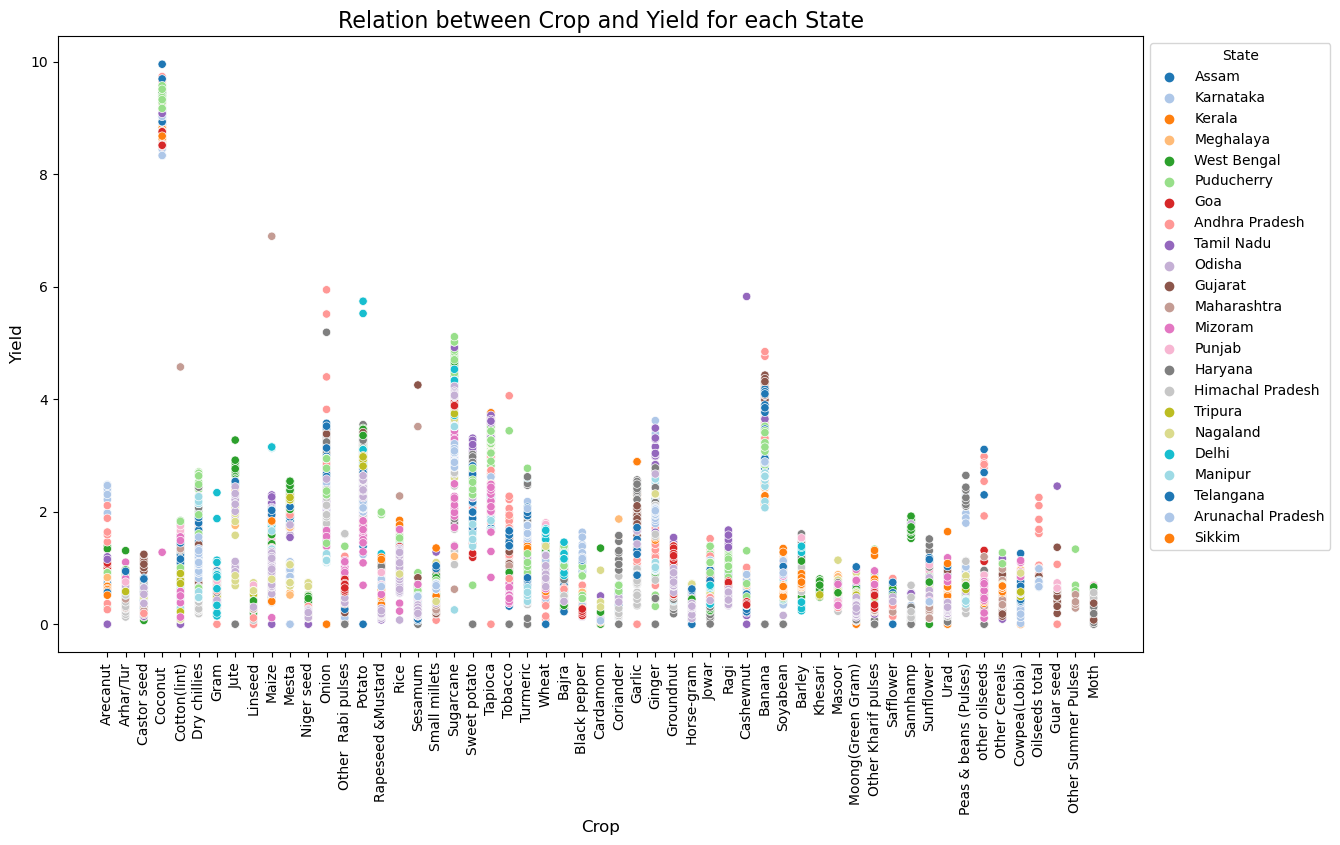 Relation between Crop and Yield for each State
10
8
6
4
2
0
Yield
Arecanut
Arhar/Tur
Castor seed
Coconut
Cotton(lint)
Dry chillies
Gram
Jute
Linseed
Maize
Mesta
Niger seed
Onion
Other  Rabi pulses
Potato
Rapeseed &Mustard
Rice
Sesamum
Small millets
Sugarcane
Sweet potato
Tapioca
Tobacco
Turmeric
Wheat
Bajra
Black pepper
Cardamom
Coriander
Garlic
Ginger
Groundnut
Horse-gram
Jowar
Ragi
Cashewnut
Banana
Soyabean
Barley
Khesari
Masoor
Moong(Green Gram)
Other Kharif pulses
Safflower
Sannhamp
Sunflower
Urad
Peas & beans (Pulses)
other oilseeds
Other Cereals
Cowpea(Lobia)
Oilseeds total
Guar seed
Other Summer Pulses
Moth
Crop
State
Assam
Karnataka
Kerala
Meghalaya
West Bengal
Puducherry
Goa
Andhra Pradesh
Tamil Nadu
Odisha
Gujarat
Maharashtra
Mizoram
Punjab
Haryana
Himachal Pradesh
Tripura
Nagaland
Delhi
Manipur
Telangana
Arunachal Pradesh
Sikkim